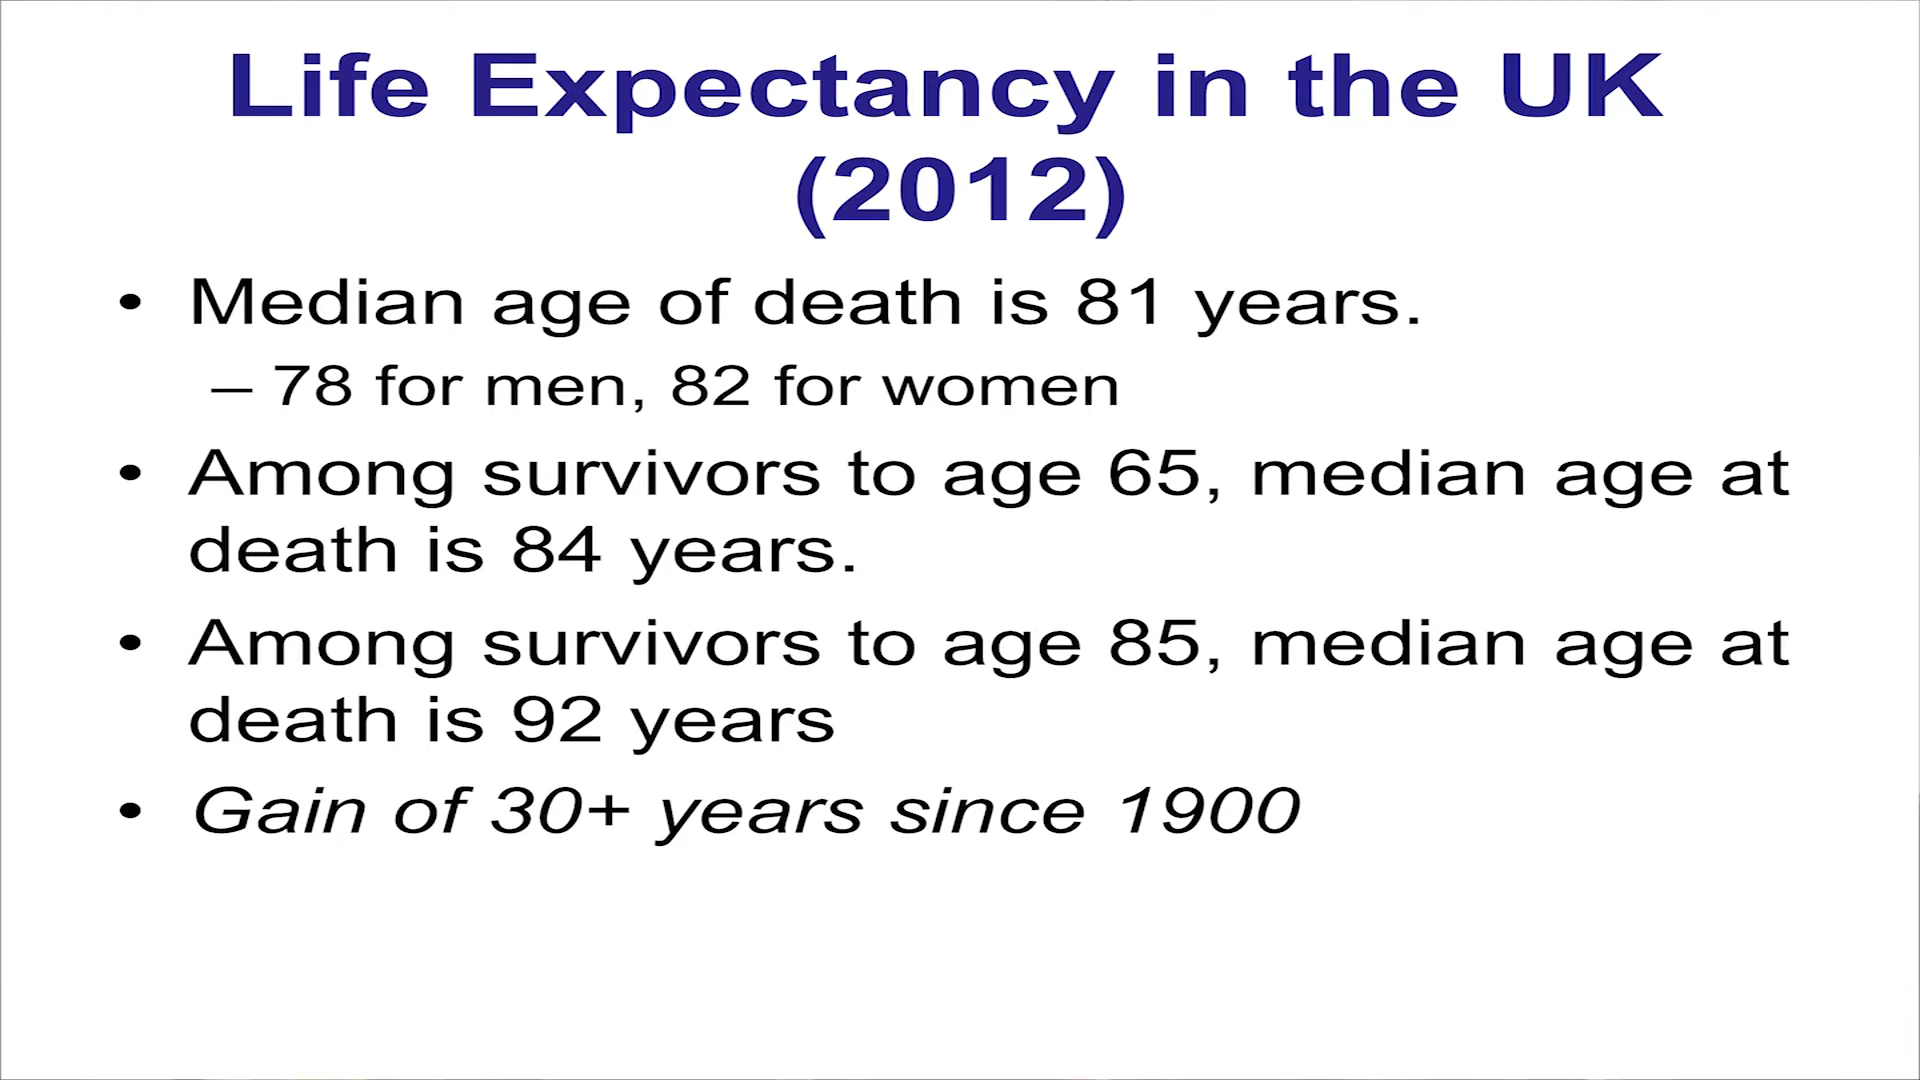 Life Expectancy in the UK
(2012)
• Median age of death is 81 years.
– 78 for men, 82 for women
• Among survivors to age 65, median age at
death is 84 years.
• Among survivors to age 85, median age at
death is 92 years
• Gain of 30+ years since 1900